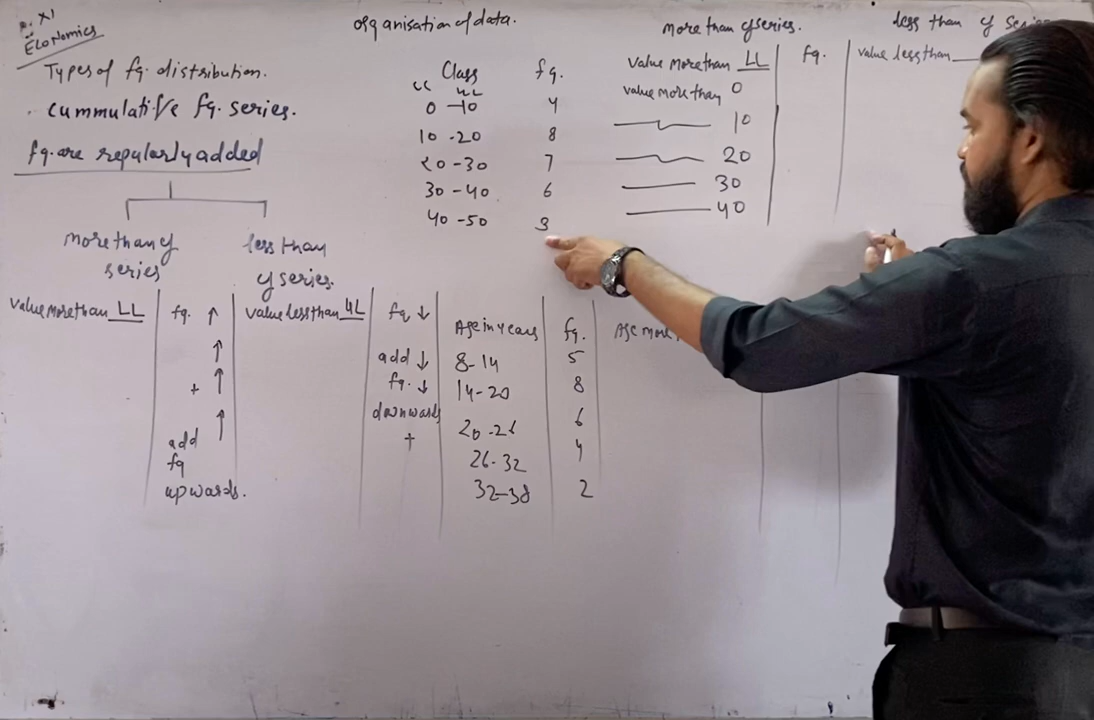 XI
Economics
Organisation of data.
Types of fq. distribution.
cummulative fq. series.
fq. are regularly added
more than cf series
less than cf series.
Value more than LL
fq. ↑
↑
+ ↑
↑
add
fq
upwards.
value less than UL
fq ↓
add ↓
fq. ↓
downwards
+
Class fq.
LL UL
0 - 10 4
10 - 20 8
20 - 30 7
30 - 40 6
40 - 50 3
Age in years fq.
8 - 14 5
14 - 20 8
20 - 26 6
26 - 32 4
32 - 38 2
more than cf series.
value more than LL fq.
value more than 0
10
20
30
40
Age more
less than cf
value less than